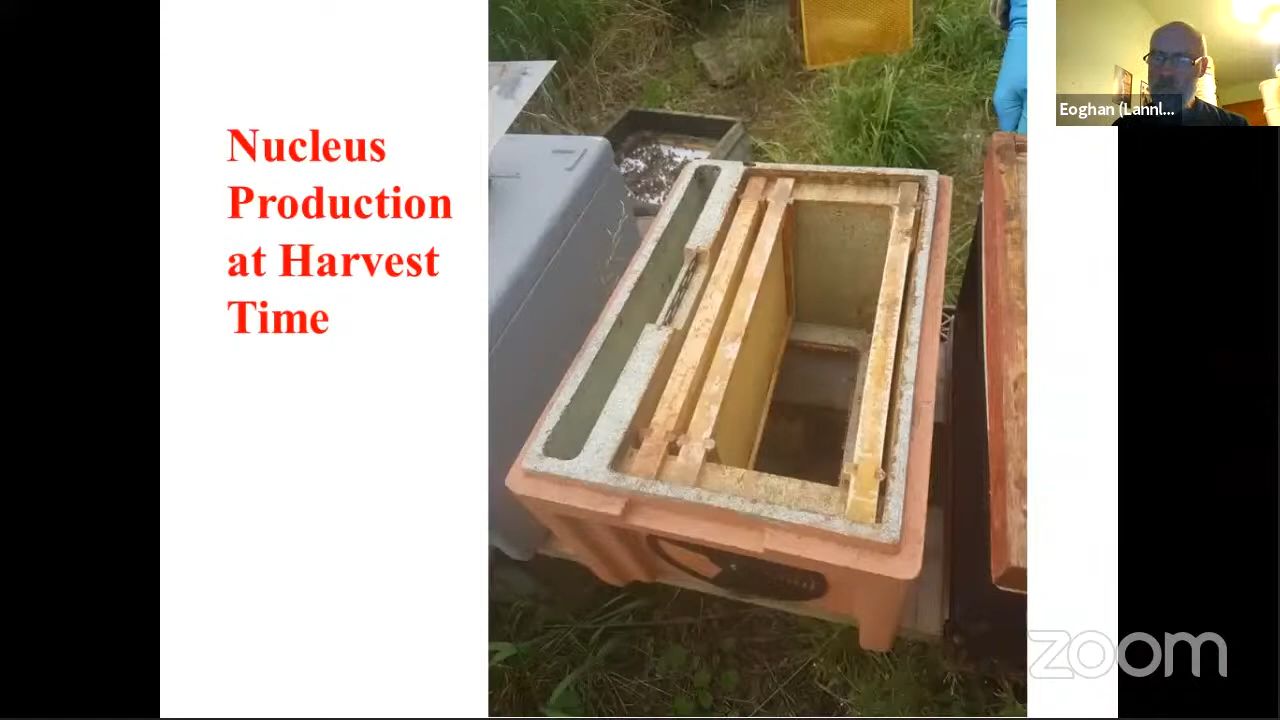 Nucleus
Production
at Harvest
Time
Eoghan (Lannl...
zoom